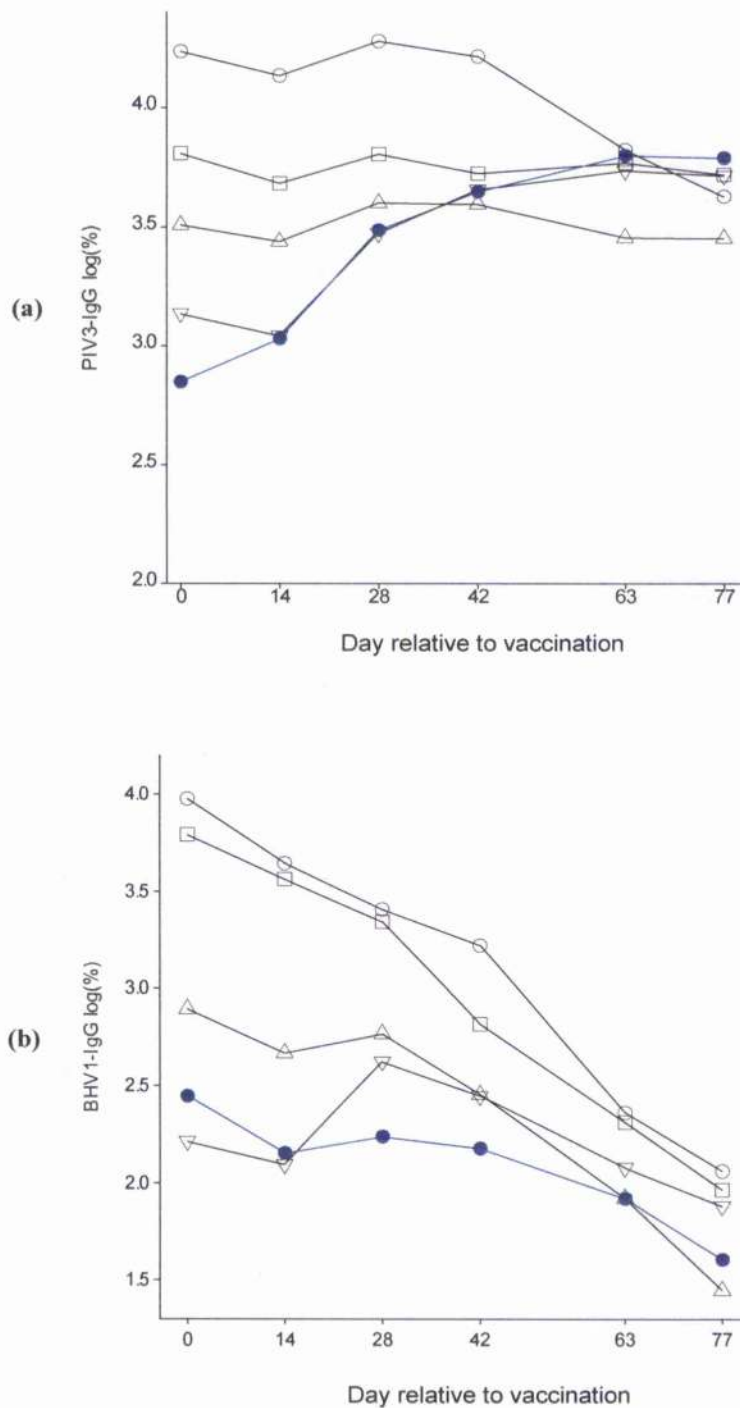 (a)
PIV3-IgG log(%)
4.0
3.5
3.0
2.5
2.0
0 14 28 42 63 77
Day relative to vaccination
(b)
BHV1-IgG log(%)
4.0
3.5
3.0
2.5
2.0
1.5
0 14 28 42 63 77
Day relative to vaccination